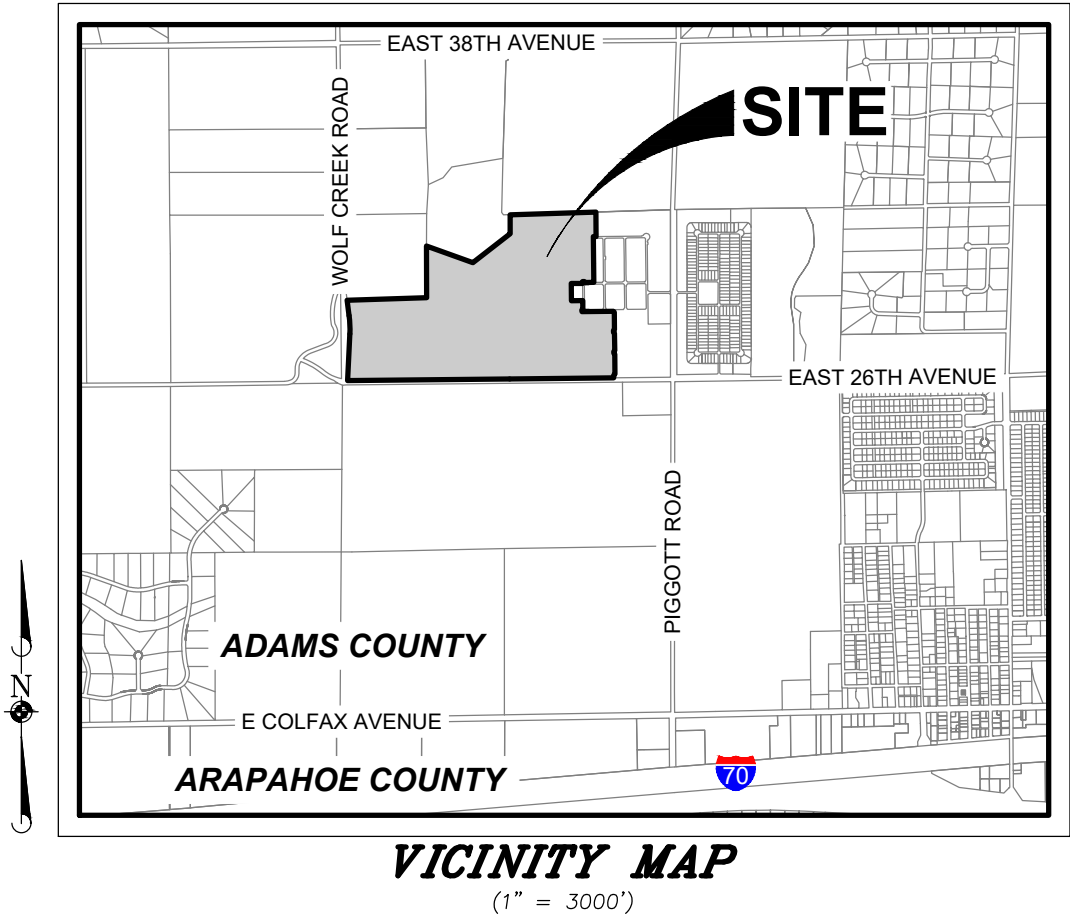 EAST 38TH AVENUE
WOLF CREEK ROAD
SITE
EAST 26TH AVENUE
PIGGOTT ROAD
ADAMS COUNTY
N
E COLFAX AVENUE
ARAPAHOE COUNTY
70
VICINITY MAP
(1" = 3000')